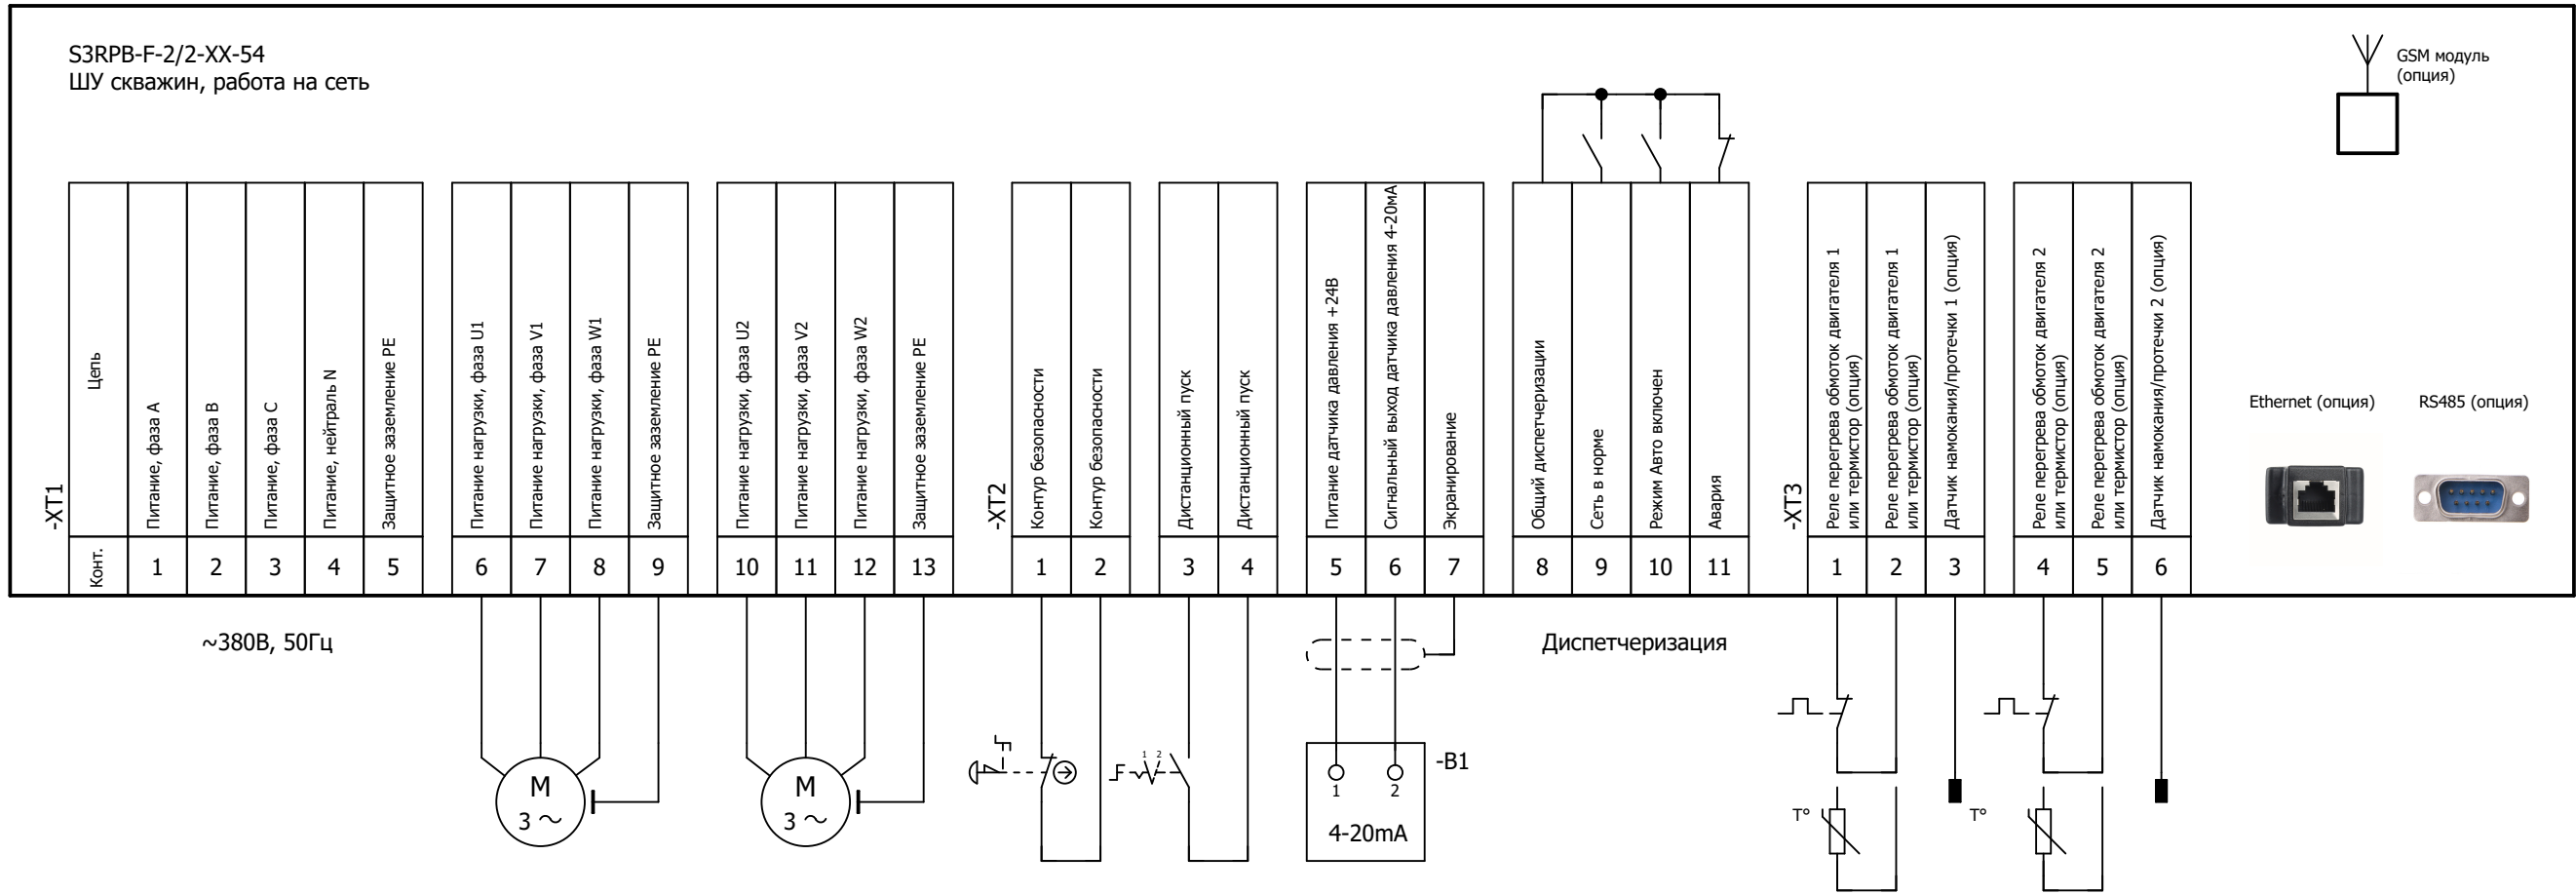 S3RPB-F-2/2-XX-54
ШУ скважин, работа на сеть
GSM модуль
(опция)
-XT1
Цепь
Питание, фаза A
Питание, фаза B
Питание, фаза C
Питание, нейтраль N
Защитное заземление PE
Питание нагрузки, фаза U1
Питание нагрузки, фаза V1
Питание нагрузки, фаза W1
Защитное заземление PE
Питание нагрузки, фаза U2
Питание нагрузки, фаза V2
Питание нагрузки, фаза W2
Защитное заземление PE
-XT2
Контур безопасности
Контур безопасности
Дистанционный пуск
Дистанционный пуск
Питание датчика давления +24В
Сигнальный выход датчика давления 4-20мА
Экранирование
Общий диспетчеризации
Сеть в норме
Режим Авто включен
Авария
-XT3
Реле перегрева обмоток двигателя 1
или термистор (опция)
Реле перегрева обмоток двигателя 1
или термистор (опция)
Датчик намокания/протечки 1 (опция)
Реле перегрева обмоток двигателя 2
или термистор (опция)
Реле перегрева обмоток двигателя 2
или термистор (опция)
Датчик намокания/протечки 2 (опция)
Ethernet (опция)
RS485 (опция)
Конт.
1
2
3
4
5
6
7
8
9
10
11
12
13
1
2
3
4
5
6
7
8
9
10
11
1
2
3
4
5
6
~380В, 50Гц
Диспетчеризация
M
3 ~
M
3 ~
1 2
-B1
1
2
4-20mA
T°
T°